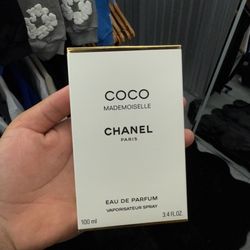 COCO
MADEMOISELLE
CHANEL
PARIS
EAU DE PARFUM
VAPORISATEUR SPRAY
100 ml 3.4 FL.OZ.